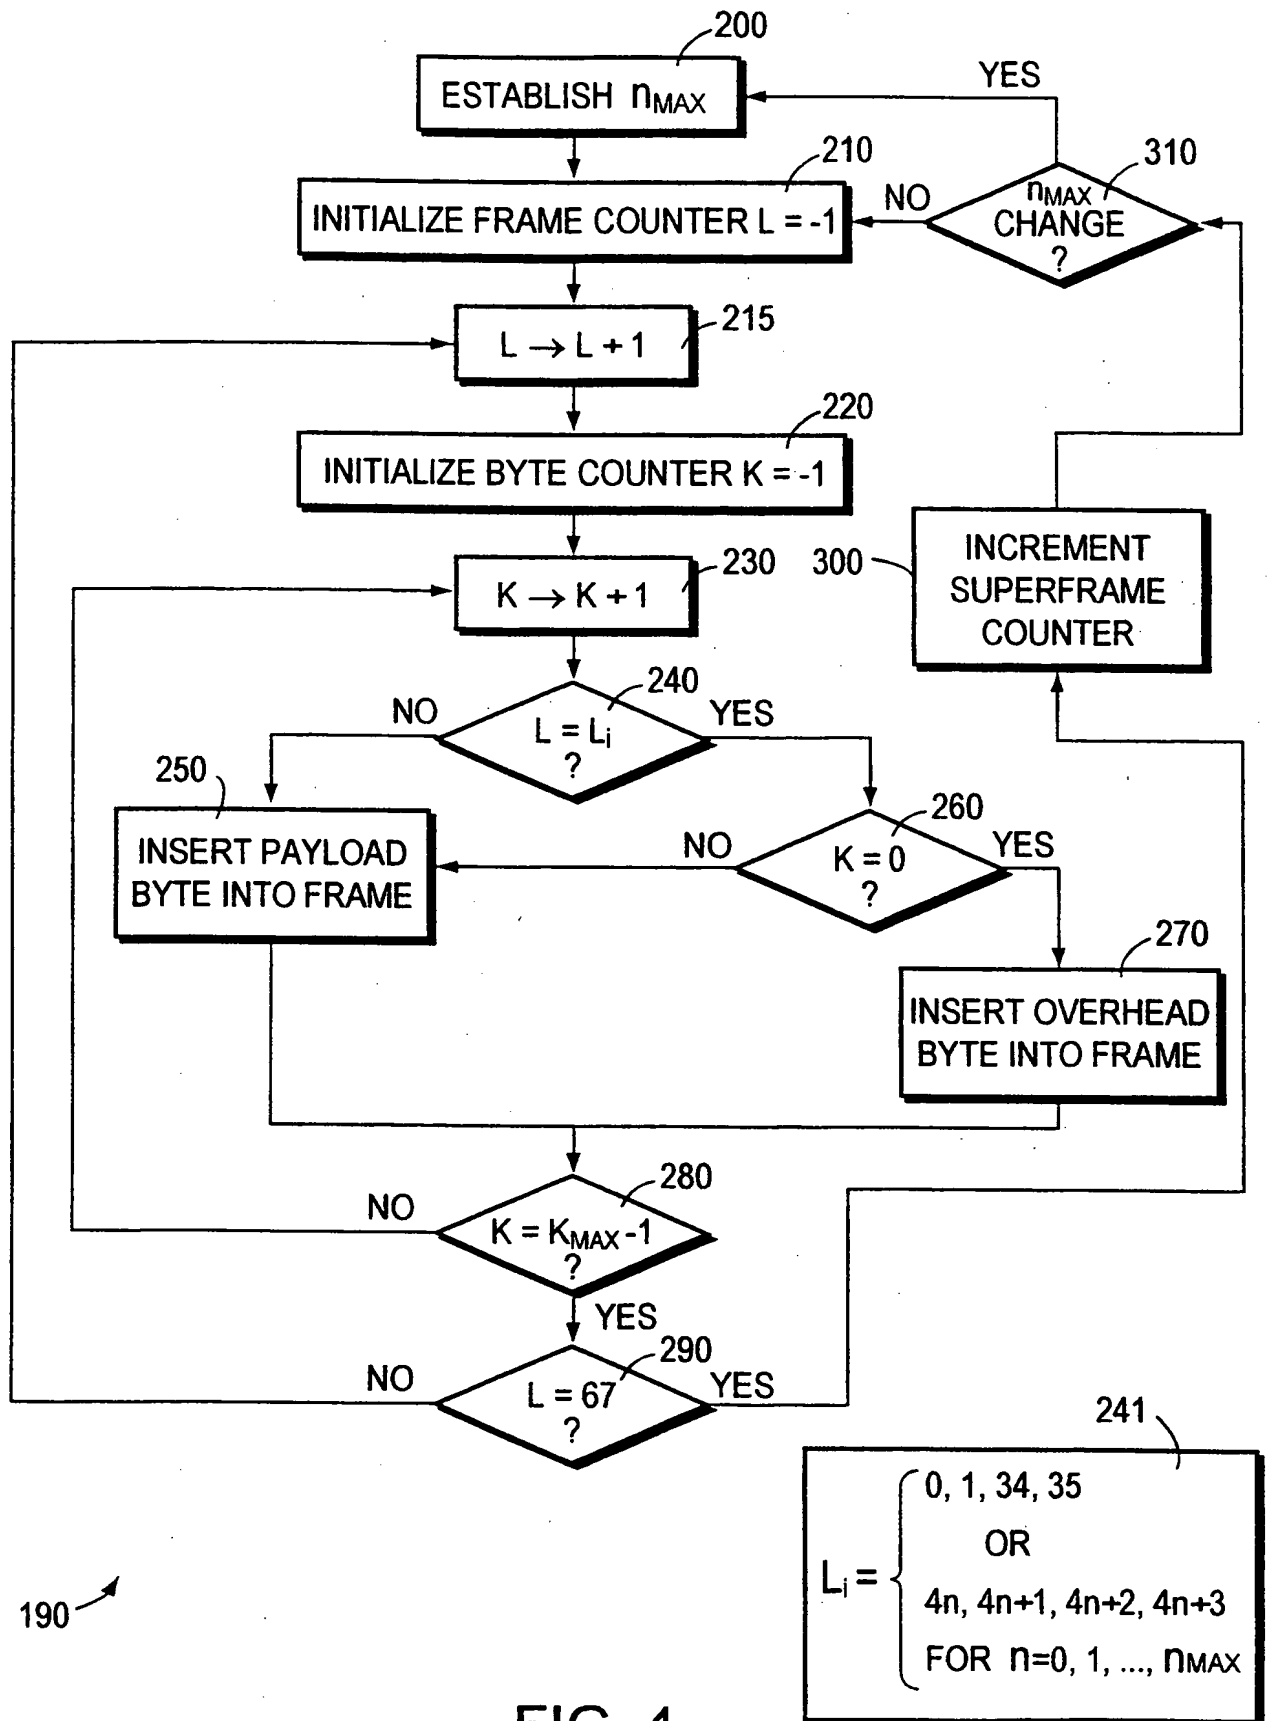 200
ESTABLISH nMAX
YES
210
INITIALIZE FRAME COUNTER L = -1
NO
310
nMAX
CHANGE
?
215
L → L + 1
220
INITIALIZE BYTE COUNTER K = -1
230
K → K + 1
300
INCREMENT
SUPERFRAME
COUNTER
240
NO
L = Li
?
YES
250
INSERT PAYLOAD
BYTE INTO FRAME
260
NO
K = 0
?
YES
270
INSERT OVERHEAD
BYTE INTO FRAME
280
NO
K = KMAX -1
?
YES
290
NO
L = 67
?
YES
241
Li =
0, 1, 34, 35
OR
4n, 4n+1, 4n+2, 4n+3
FOR n=0, 1, ..., nMAX
190